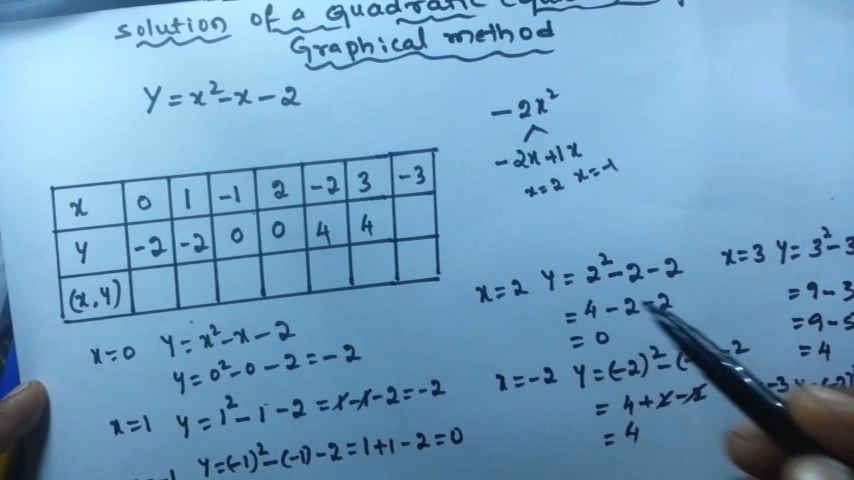 solution of a quadratic
Graphical method
Y = x² - x - 2
- 2x²
- 2x + 1x
x = 2 x = -1
x 0 1 -1 2 -2 3 -3
Y -2 -2 0 0 4 4
(x, Y)
x = 0 Y = x² - x - 2
Y = 0² - 0 - 2 = -2
x = 1 Y = 1² - 1 - 2 = 1 - 1 - 2 = -2
Y = (-1)² - (-1) - 2 = 1 + 1 - 2 = 0
x = 2 Y = 2² - 2 - 2
= 4 - 2 - 2
= 0
x = -2 Y = (-2)² - (
- 2
= 4 + 2 - 2
= 4
x = 3 Y = 3² - 3
= 9 - 3
= 9 - 5
= 4